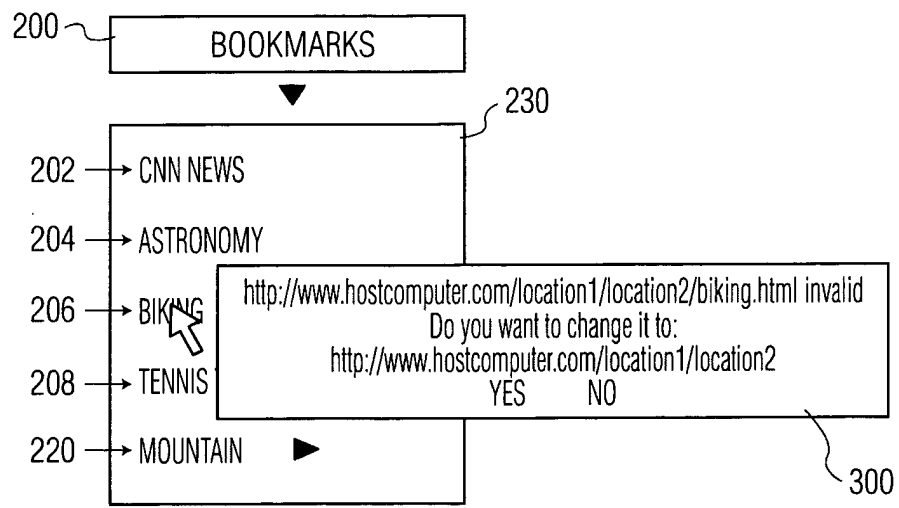 200 BOOKMARKS
230
202 CNN NEWS
204 ASTRONOMY
http://www.hostcomputer.com/location1/location2/biking.html invalid
206 BIKING Do you want to change it to:
http://www.hostcomputer.com/location1/location2
208 TENNIS YES NO
220 MOUNTAIN
300